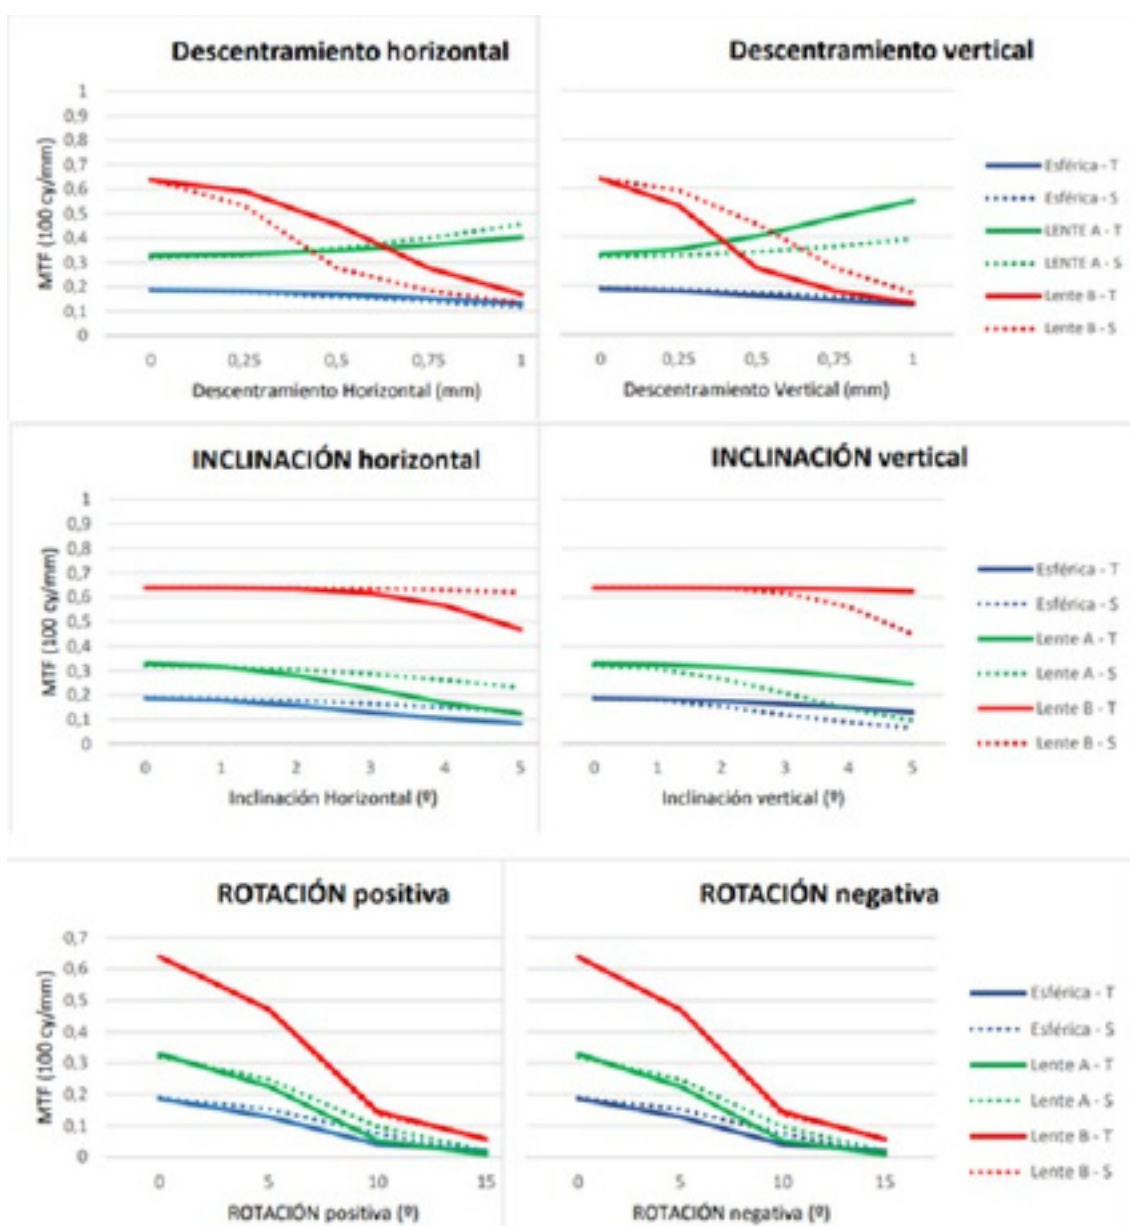 Descentramiento horizontal
MTF (100 cy/mm)
1
0,9
0,8
0,7
0,6
0,5
0,4
0,3
0,2
0,1
0
0 0,25 0,5 0,75 1
Descentramiento Horizontal (mm)
Descentramiento vertical
0 0,25 0,5 0,75 1
Descentramiento Vertical (mm)
Esférica - T
Esférica - S
LENTE A - T
LENTE A - S
Lente B - T
Lente B - S
INCLINACIÓN horizontal
MTF (100 cy/mm)
1
0,9
0,8
0,7
0,6
0,5
0,4
0,3
0,2
0,1
0
0 1 2 3 4 5
Inclinación Horizontal (º)
INCLINACIÓN vertical
0 1 2 3 4 5
Inclinación vertical (º)
Esférica - T
Esférica - S
Lente A - T
Lente A - S
Lente B - T
Lente B - S
ROTACIÓN positiva
MTF (100 cy/mm)
0,7
0,6
0,5
0,4
0,3
0,2
0,1
0
0 5 10 15
ROTACIÓN positiva (º)
ROTACIÓN negativa
0 5 10 15
ROTACIÓN negativa (º)
Esférica - T
Esférica - S
Lente A - T
Lente A - S
Lente B - T
Lente B - S